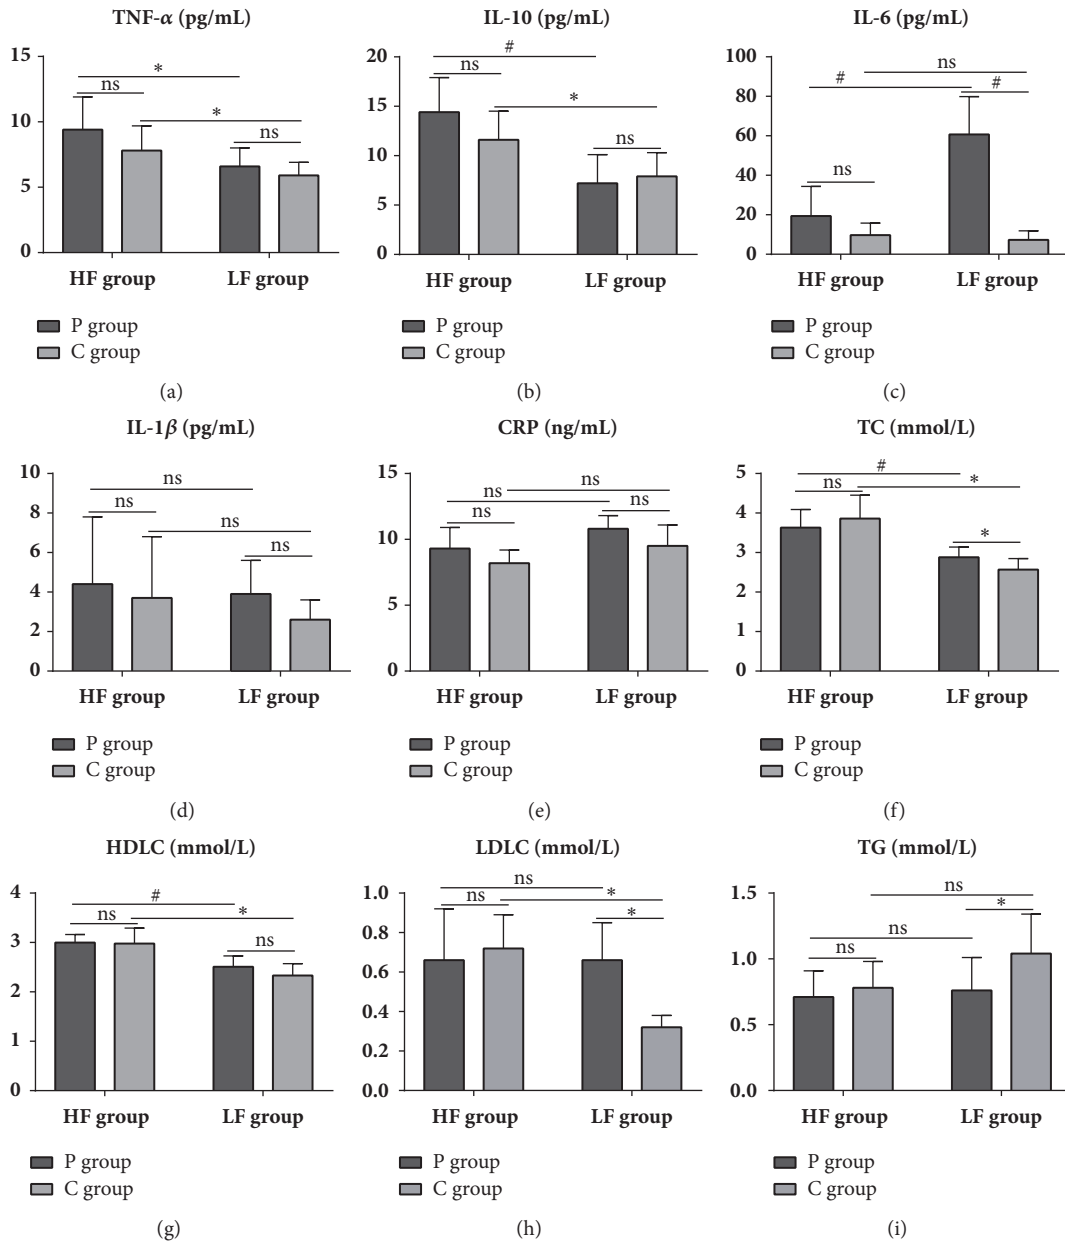 TNF-α (pg/mL)
15
10
5
0
*
ns
*
ns
HF group
LF group
P group
C group
(a)
IL-10 (pg/mL)
20
15
10
5
0
#
ns
*
ns
HF group
LF group
P group
C group
(b)
IL-6 (pg/mL)
100
80
60
40
20
0
ns
#
#
ns
HF group
LF group
P group
C group
(c)
IL-1β (pg/mL)
10
8
6
4
2
0
ns
ns
ns
ns
HF group
LF group
P group
C group
(d)
CRP (ng/mL)
15
10
5
0
ns
ns
ns
ns
HF group
LF group
P group
C group
(e)
TC (mmol/L)
5
4
3
2
1
0
#
ns
*
*
HF group
LF group
P group
C group
(f)
HDLC (mmol/L)
4
3
2
1
0
#
ns
*
ns
HF group
LF group
P group
C group
(g)
LDLC (mmol/L)
1.0
0.8
0.6
0.4
0.2
0.0
ns
ns
*
*
HF group
LF group
P group
C group
(h)
TG (mmol/L)
1.5
1.0
0.5
0.0
ns
*
ns
ns
HF group
LF group
P group
C group
(i)